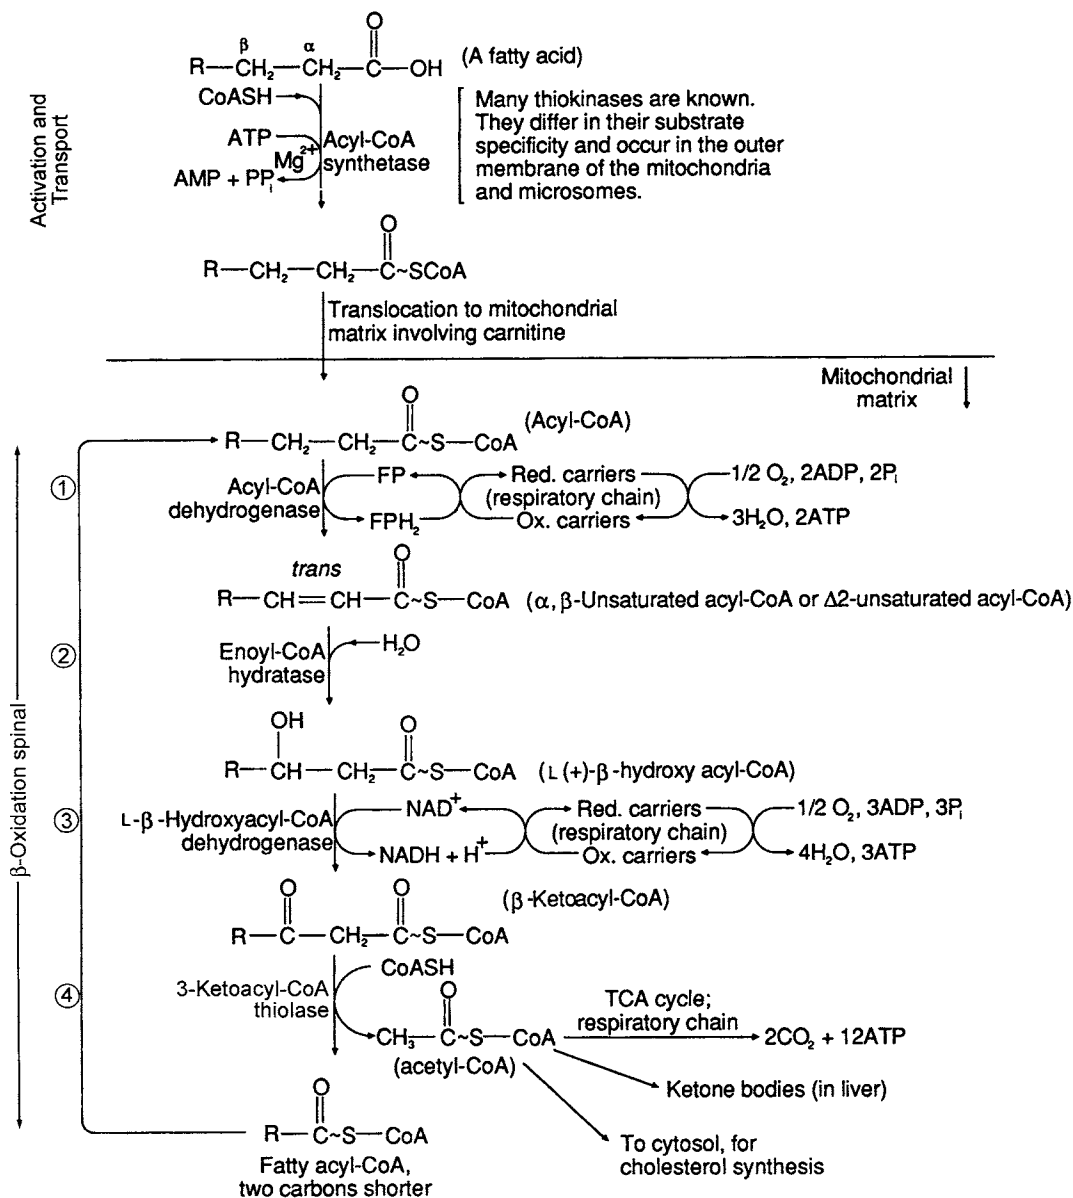 Activation and
Transport
O
β α
R—CH₂—CH₂—C—OH (A fatty acid)
CoASH
ATP
Mg²⁺
AMP + PPᵢ
Acyl-CoA
synthetase
Many thiokinases are known.
They differ in their substrate
specificity and occur in the outer
membrane of the mitochondria
and microsomes.
O
R—CH₂—CH₂—C~SCoA
Translocation to mitochondrial
matrix involving carnitine
Mitochondrial
matrix
β-Oxidation spinal
O
(Acyl-CoA)
R—CH₂—CH₂—C~S—CoA
①
Acyl-CoA
dehydrogenase
FP
FPH₂
Red. carriers
(respiratory chain)
Ox. carriers
1/2 O₂, 2ADP, 2Pᵢ
3H₂O, 2ATP
trans
O
R—CH=CH—C~S—CoA (α, β-Unsaturated acyl-CoA or Δ2-unsaturated acyl-CoA)
②
Enoyl-CoA
hydratase
H₂O
OH O
R—CH—CH₂—C~S—CoA (L (+)-β-hydroxy acyl-CoA)
③
L-β-Hydroxyacyl-CoA
dehydrogenase
NAD⁺
NADH + H⁺
Red. carriers
(respiratory chain)
Ox. carriers
1/2 O₂, 3ADP, 3Pᵢ
4H₂O, 3ATP
O O
(β-Ketoacyl-CoA)
R—C—CH₂—C~S—CoA
④
3-Ketoacyl-CoA
thiolase
CoASH
O
CH₃—C~S—CoA
(acetyl-CoA)
TCA cycle;
respiratory chain
2CO₂ + 12ATP
Ketone bodies (in liver)
To cytosol, for
cholesterol synthesis
O
R—C~S—CoA
Fatty acyl-CoA,
two carbons shorter